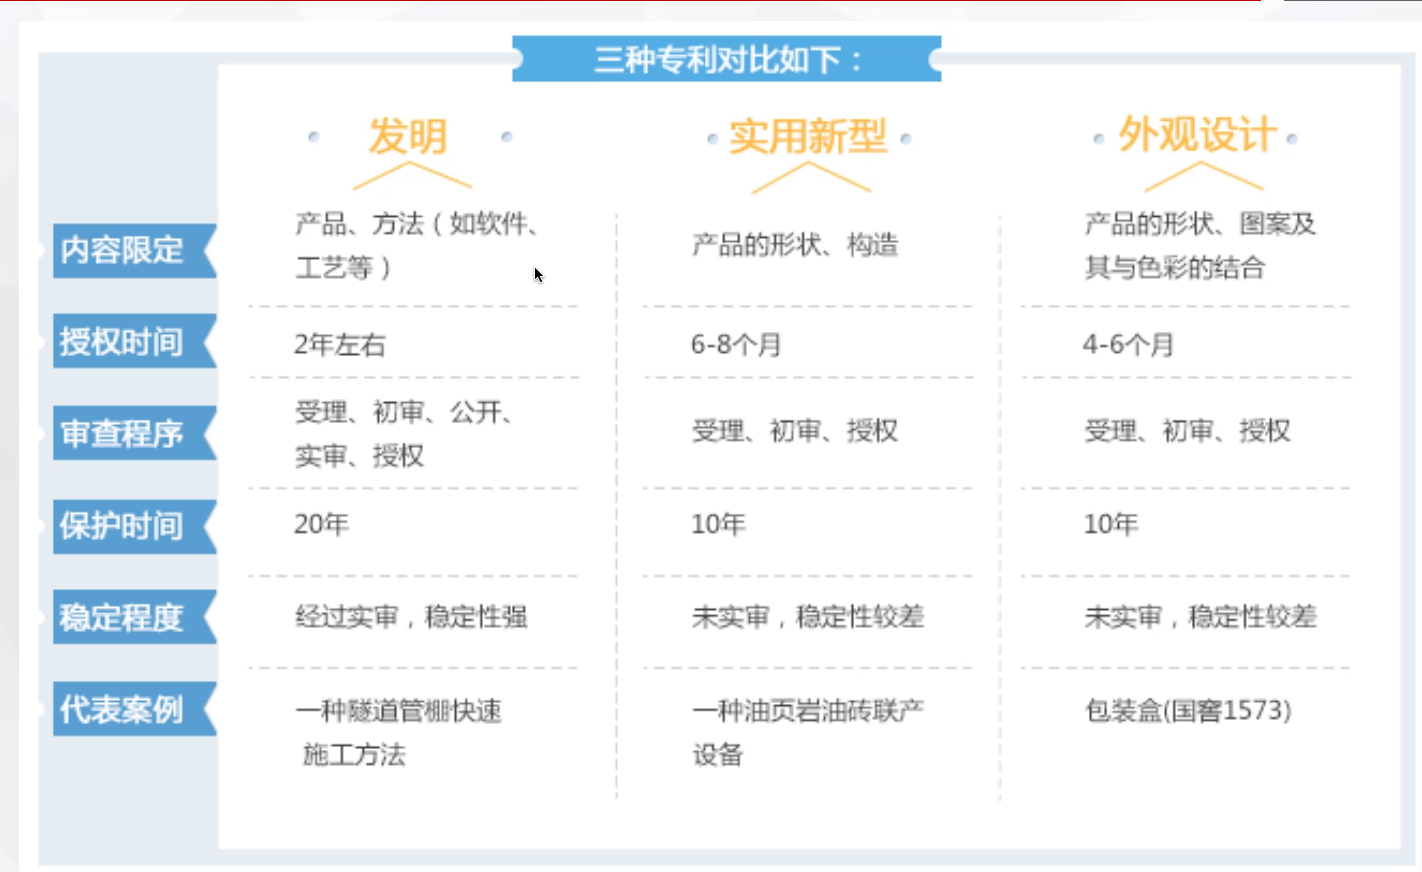 三种专利对比如下：
发明
实用新型
外观设计
内容限定
产品、方法（如软件、
工艺等）
产品的形状、构造
产品的形状、图案及
其与色彩的结合
授权时间
2年左右
6-8个月
4-6个月
审查程序
受理、初审、公开、
实审、授权
受理、初审、授权
受理、初审、授权
保护时间
20年
10年
10年
稳定程度
经过实审，稳定性强
未实审，稳定性较差
未实审，稳定性较差
代表案例
一种隧道管棚快速
施工方法
一种油页岩油砖联产
设备
包装盒(国窖1573)